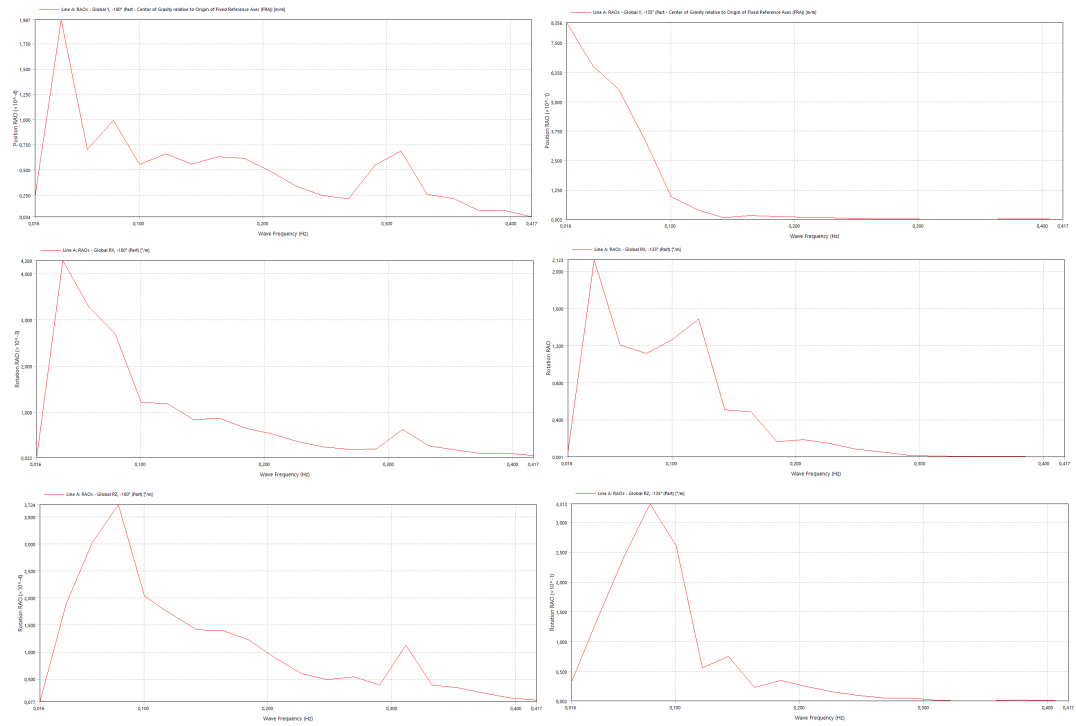 Line A: RAOs - Global Y, -180° (Part - Center of Gravity relative to Origin of Fixed Reference Axes (FRA)) [m/m]
1,987
1,750
1,500
1,250
1,000
0,750
0,500
0,250
0,034
Position RAO (×10^-4)
0,016 0,100 0,200 0,300 0,400 0,417
Wave Frequency (Hz)
Line A: RAOs - Global Y, -135° (Part - Center of Gravity relative to Origin of Fixed Reference Axes (FRA)) [m/m]
8,356
7,500
6,250
5,000
3,750
2,500
1,250
0,003
Position RAO (×10^-1)
0,016 0,100 0,200 0,300 0,400 0,417
Wave Frequency (Hz)
Line A: RAOs - Global RX, -180° (Part) [°/m]
4,280
4,000
3,000
2,000
1,000
0,022
Rotation RAO (×10^-3)
0,016 0,100 0,200 0,300 0,400 0,417
Wave Frequency (Hz)
Line A: RAOs - Global RX, -135° (Part) [°/m]
2,123
2,000
1,600
1,200
0,800
0,400
0,001
Rotation RAO
0,016 0,100 0,200 0,300 0,400 0,417
Wave Frequency (Hz)
Line A: RAOs - Global RZ, -180° (Part) [°/m]
3,724
3,500
3,000
2,500
2,000
1,500
1,000
0,500
0,077
0,016 0,100 0,200 0,300 0,400 0,417
Wave Frequency (Hz)
Line A: RAOs - Global RZ, -135° (Part) [°/m]
3,312
3,000
2,500
2,000
1,500
1,000
0,500
0,002
Rotation RAO (×10^-1)
0,016 0,100 0,200 0,300 0,400 0,417
Wave Frequency (Hz)